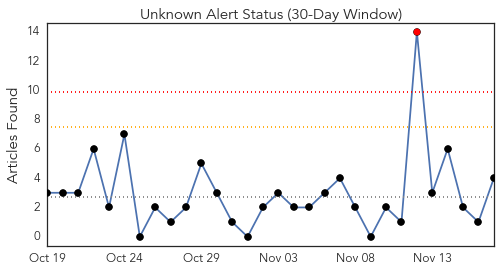 Unknown Alert Status (30-Day Window)
Articles Found
14
12
10
8
6
4
2
0
Oct 19 Oct 24 Oct 29 Nov 03 Nov 08 Nov 13